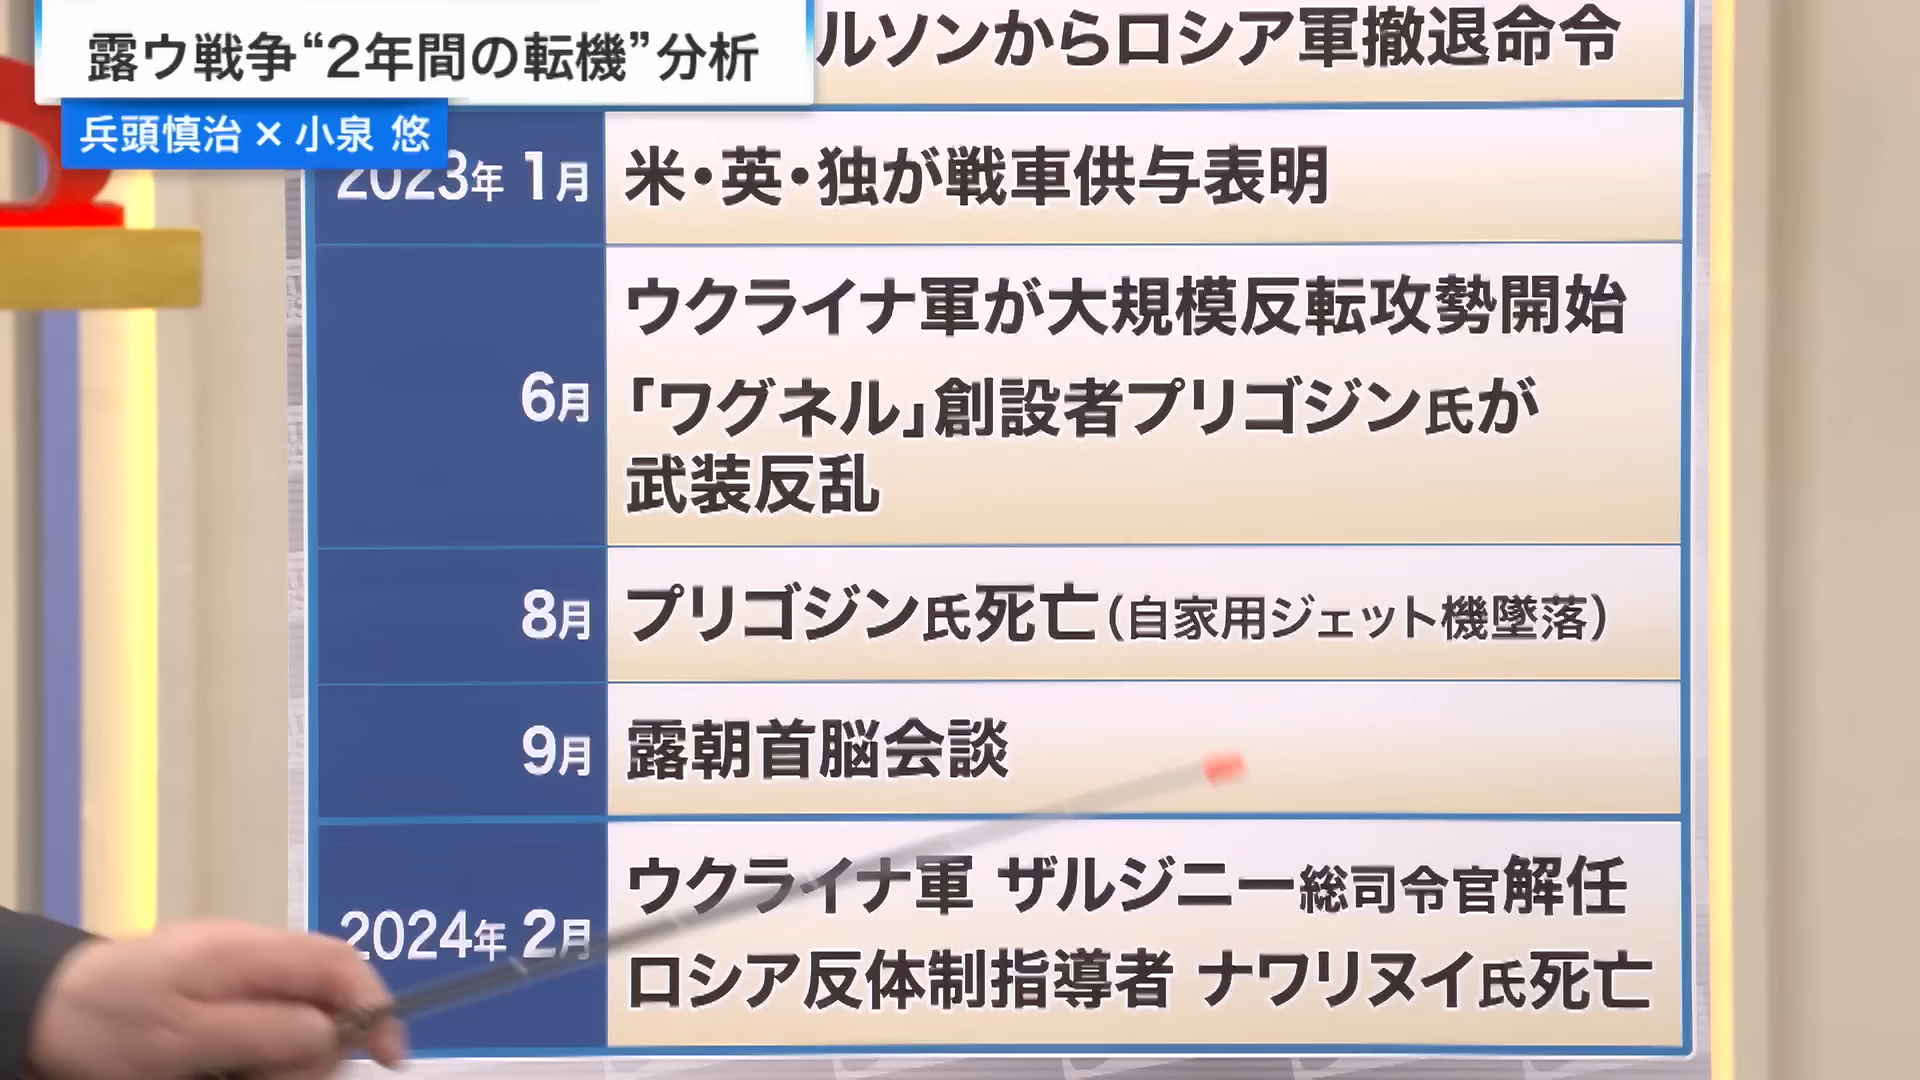 露ウ戦争“2年間の転機”分析
兵頭慎治×小泉 悠
ルソンからロシア軍撤退命令
2023年 1月 米・英・独が戦車供与表明
6月 ウクライナ軍が大規模反転攻勢開始
「ワグネル」創設者プリゴジン氏が
武装反乱
8月 プリゴジン氏死亡(自家用ジェット機墜落)
9月 露朝首脳会談
2024年 2月 ウクライナ軍 ザルジニー総司令官解任
ロシア反体制指導者 ナワリヌイ氏死亡